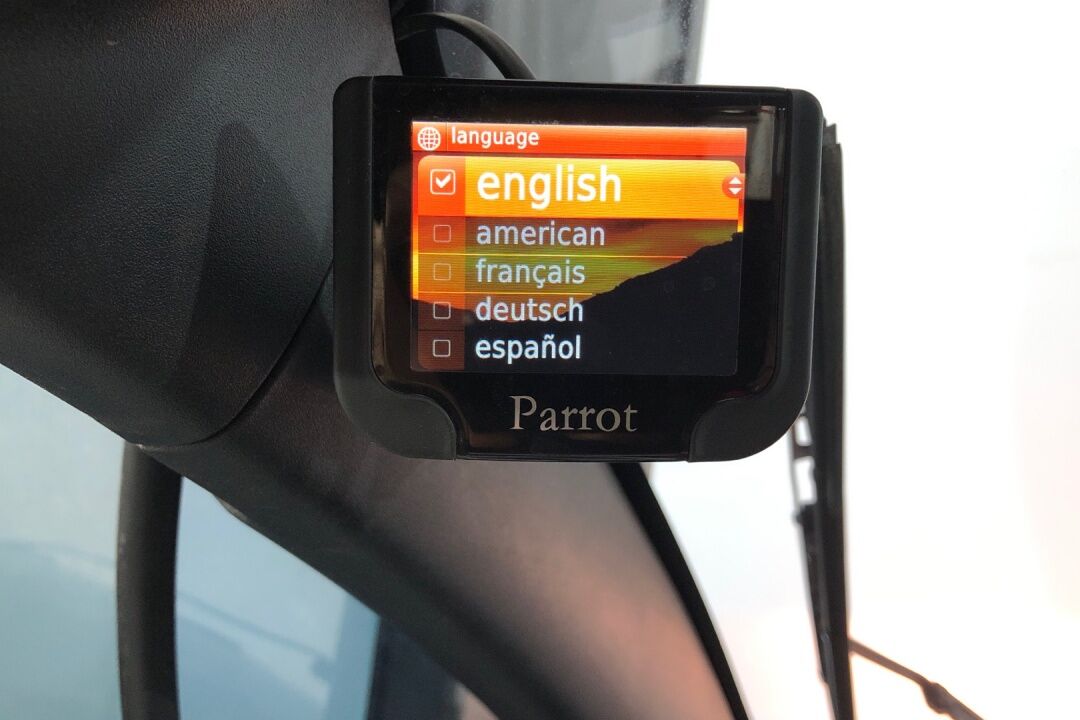 language
english
american
français
deutsch
español
Parrot